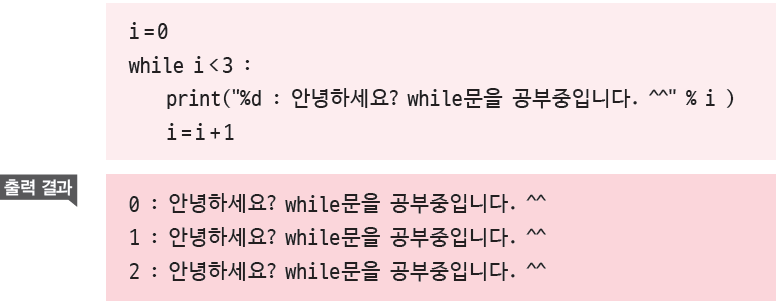 i=0
while i<3 :
print("%d : 안녕하세요? while문을 공부중입니다. ^^" % i )
i=i+1
출력 결과
0 : 안녕하세요? while문을 공부중입니다. ^^
1 : 안녕하세요? while문을 공부중입니다. ^^
2 : 안녕하세요? while문을 공부중입니다. ^^